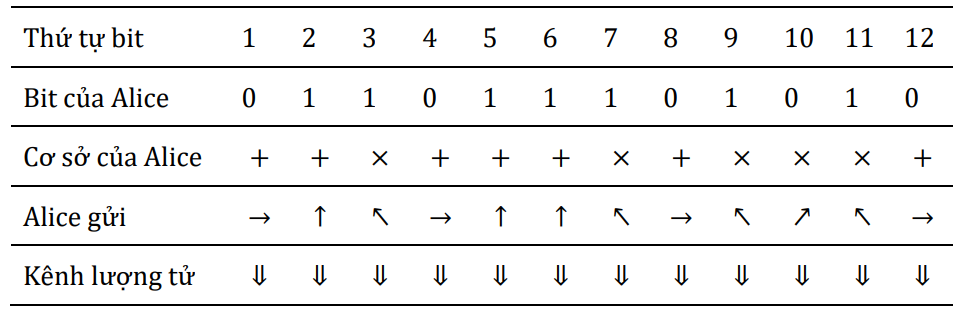 Thứ tự bit 1 2 3 4 5 6 7 8 9 10 11 12
Bit của Alice 0 1 1 0 1 1 1 0 1 0 1 0
Cơ sở của Alice + + × + + + × + × × × +
Alice gửi → ↑ ↖ → ↑ ↑ ↖ → ↖ ↗ ↖ →
Kênh lượng tử ⇓ ⇓ ⇓ ⇓ ⇓ ⇓ ⇓ ⇓ ⇓ ⇓ ⇓ ⇓